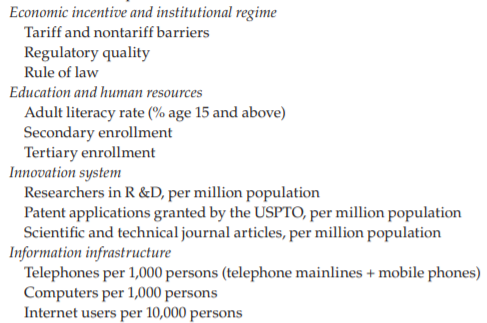 Economic incentive and institutional regime
Tariff and nontariff barriers
Regulatory quality
Rule of law
Education and human resources
Adult literacy rate (% age 15 and above)
Secondary enrollment
Tertiary enrollment
Innovation system
Researchers in R &D, per million population
Patent applications granted by the USPTO, per million population
Scientific and technical journal articles, per million population
Information infrastructure
Telephones per 1,000 persons (telephone mainlines + mobile phones)
Computers per 1,000 persons
Internet users per 10,000 persons